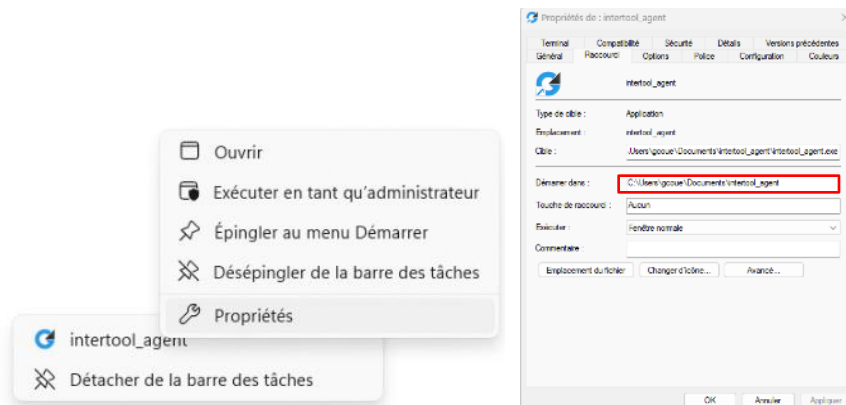 Ouvrir
Exécuter en tant qu'administrateur
Épingler au menu Démarrer
Désépingler de la barre des tâches
Propriétés
intertool_agent
Détacher de la barre des tâches
Propriétés de : intertool_agent
Terminal Compatibilité Sécurité Détails Versions précédentes
Général Raccourci Options Police Configuration Couleurs
intertool_agent
Type de cible : Application
Emplacement : intertool_agent
Cible : .Users\gcque\Documents\intertool_agent\intertool_agent.exe
Démarrer dans : C:\Users\gcque\Documents\intertool_agent
Touche de raccourci : Aucun
Exécuter : Fenêtre normale
Commentaire :
Emplacement du fichier Changer d'icône... Avancé...
OK Annuler Appliquer